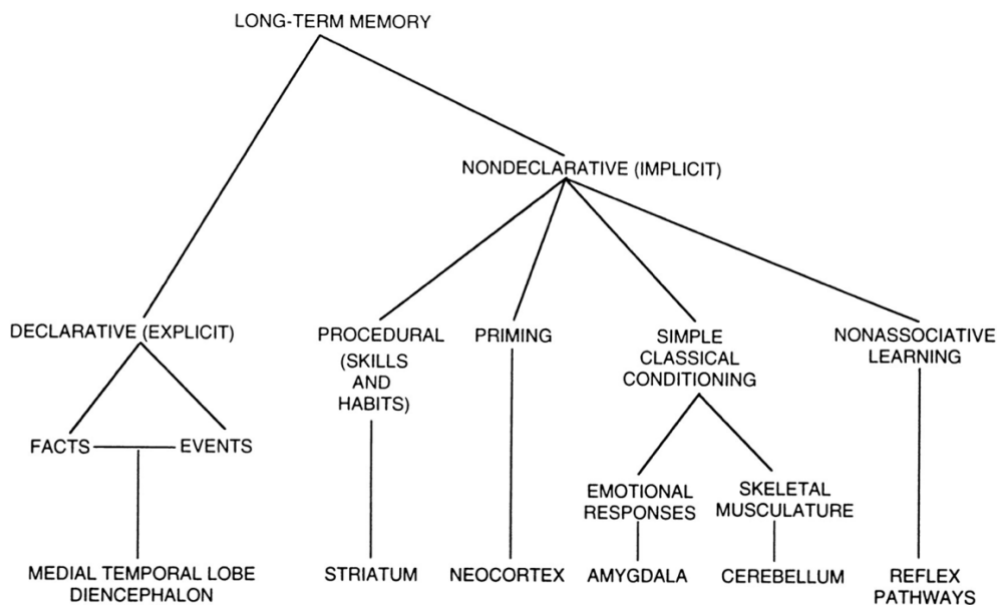 LONG-TERM MEMORY
NONDECLARATIVE (IMPLICIT)
DECLARATIVE (EXPLICIT)
PROCEDURAL
(SKILLS
AND
HABITS)
PRIMING
SIMPLE
CLASSICAL
CONDITIONING
NONASSOCIATIVE
LEARNING
FACTS
EVENTS
EMOTIONAL
RESPONSES
SKELETAL
MUSCULATURE
MEDIAL TEMPORAL LOBE
DIENCEPHALON
STRIATUM
NEOCORTEX
AMYGDALA
CEREBELLUM
REFLEX
PATHWAYS